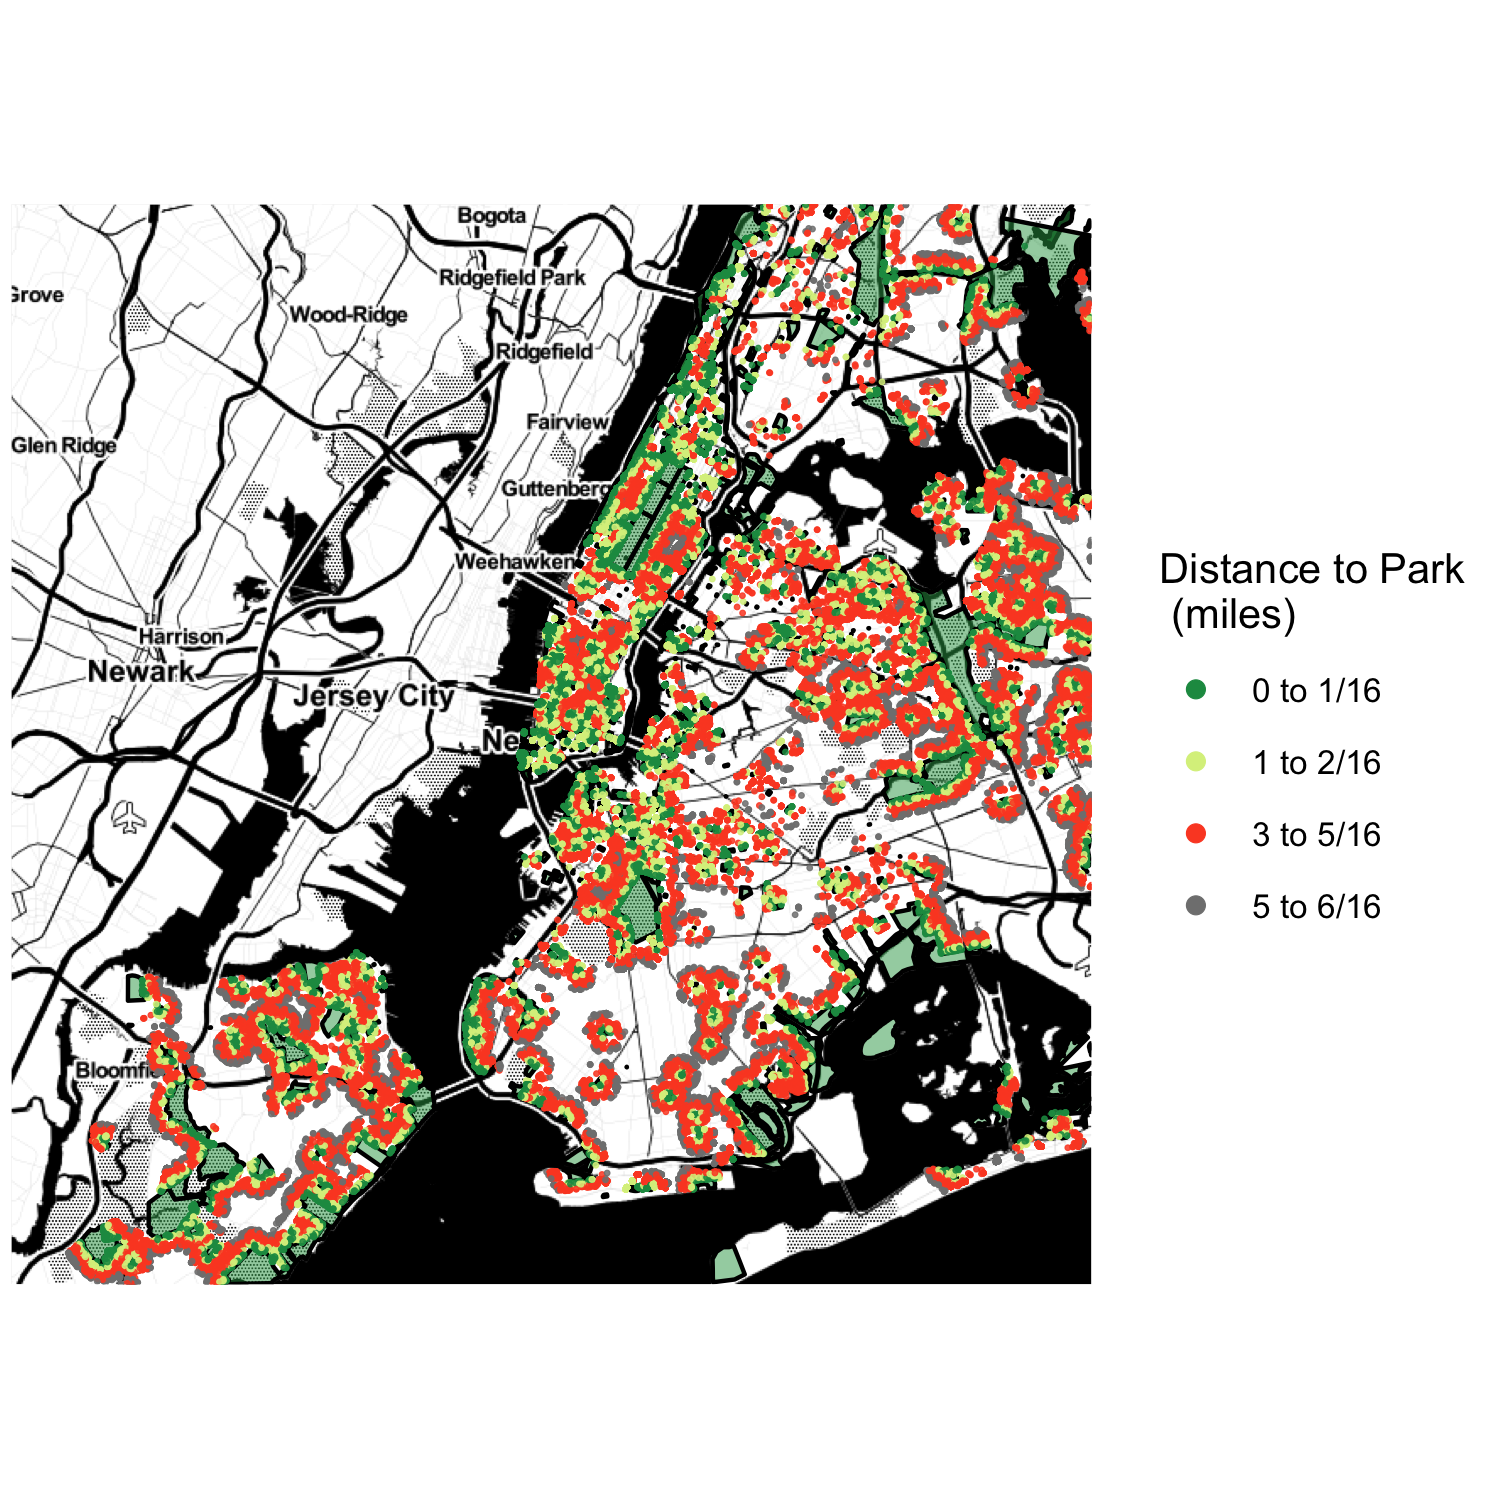 Bogota
Ridgefield Park
Grove
Wood-Ridge
Ridgefield
Fairview
Glen Ridge
Guttenberg
Weehawken
Harrison
Newark
Jersey City
Ne
Bloomfie
Distance to Park
(miles)
0 to 1/16
1 to 2/16
3 to 5/16
5 to 6/16